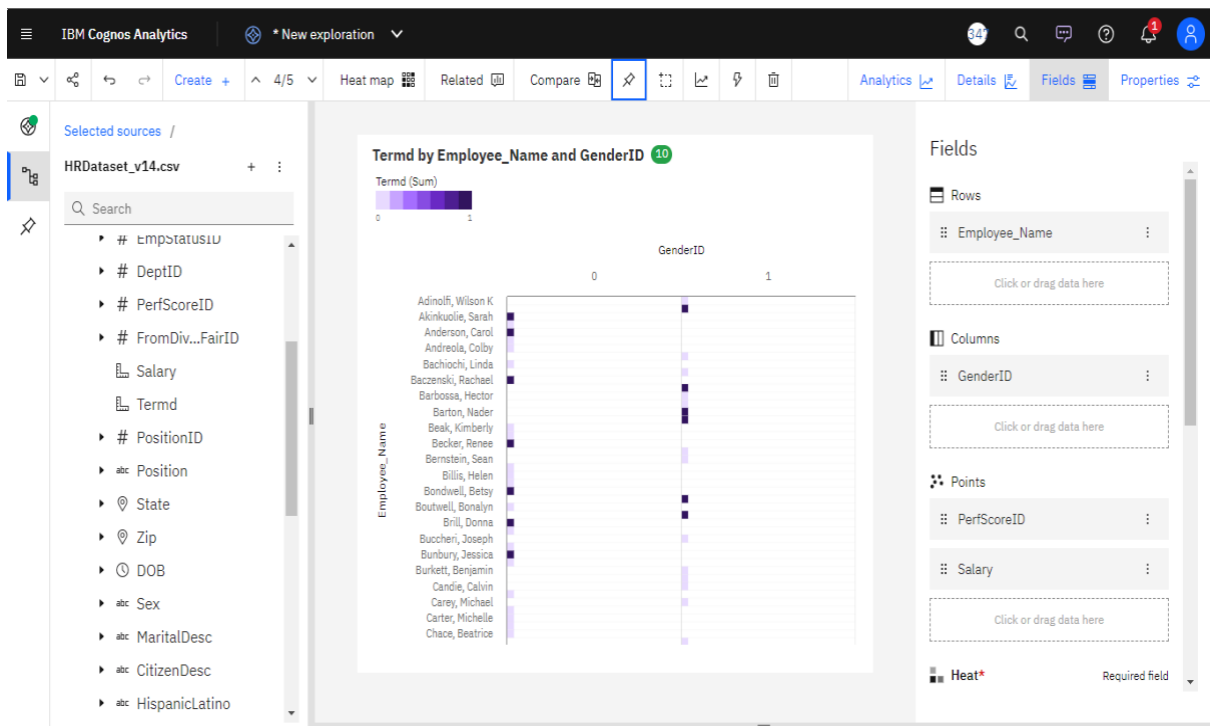 IBM Cognos Analytics
* New exploration
341
1
Create +
4/5
Heat map
Related
Compare
Analytics
Details
Fields
Properties
Selected sources /
HRDataset_v14.csv
Search
# EmpStatusID
# DeptID
# PerfScoreID
# FromDiv...FairID
Salary
Termd
# PositionID
abc Position
State
Zip
DOB
abc Sex
abc MaritalDesc
abc CitizenDesc
abc HispanicLatino
Termd by Employee_Name and GenderID 10
Termd (Sum)
0 1
GenderID
0 1
Employee_Name
Adinolfi, Wilson K
Akinkuolie, Sarah
Anderson, Carol
Andreola, Colby
Bachiochi, Linda
Baczenski, Rachael
Barbossa, Hector
Barton, Nader
Beak, Kimberly
Becker, Renee
Bernstein, Sean
Billis, Helen
Bondwell, Betsy
Boutwell, Bonalyn
Brill, Donna
Buccheri, Joseph
Bunbury, Jessica
Burkett, Benjamin
Candie, Calvin
Carey, Michael
Carter, Michelle
Chace, Beatrice
Fields
Rows
Employee_Name
Click or drag data here
Columns
GenderID
Click or drag data here
Points
PerfScoreID
Salary
Click or drag data here
Heat* Required field